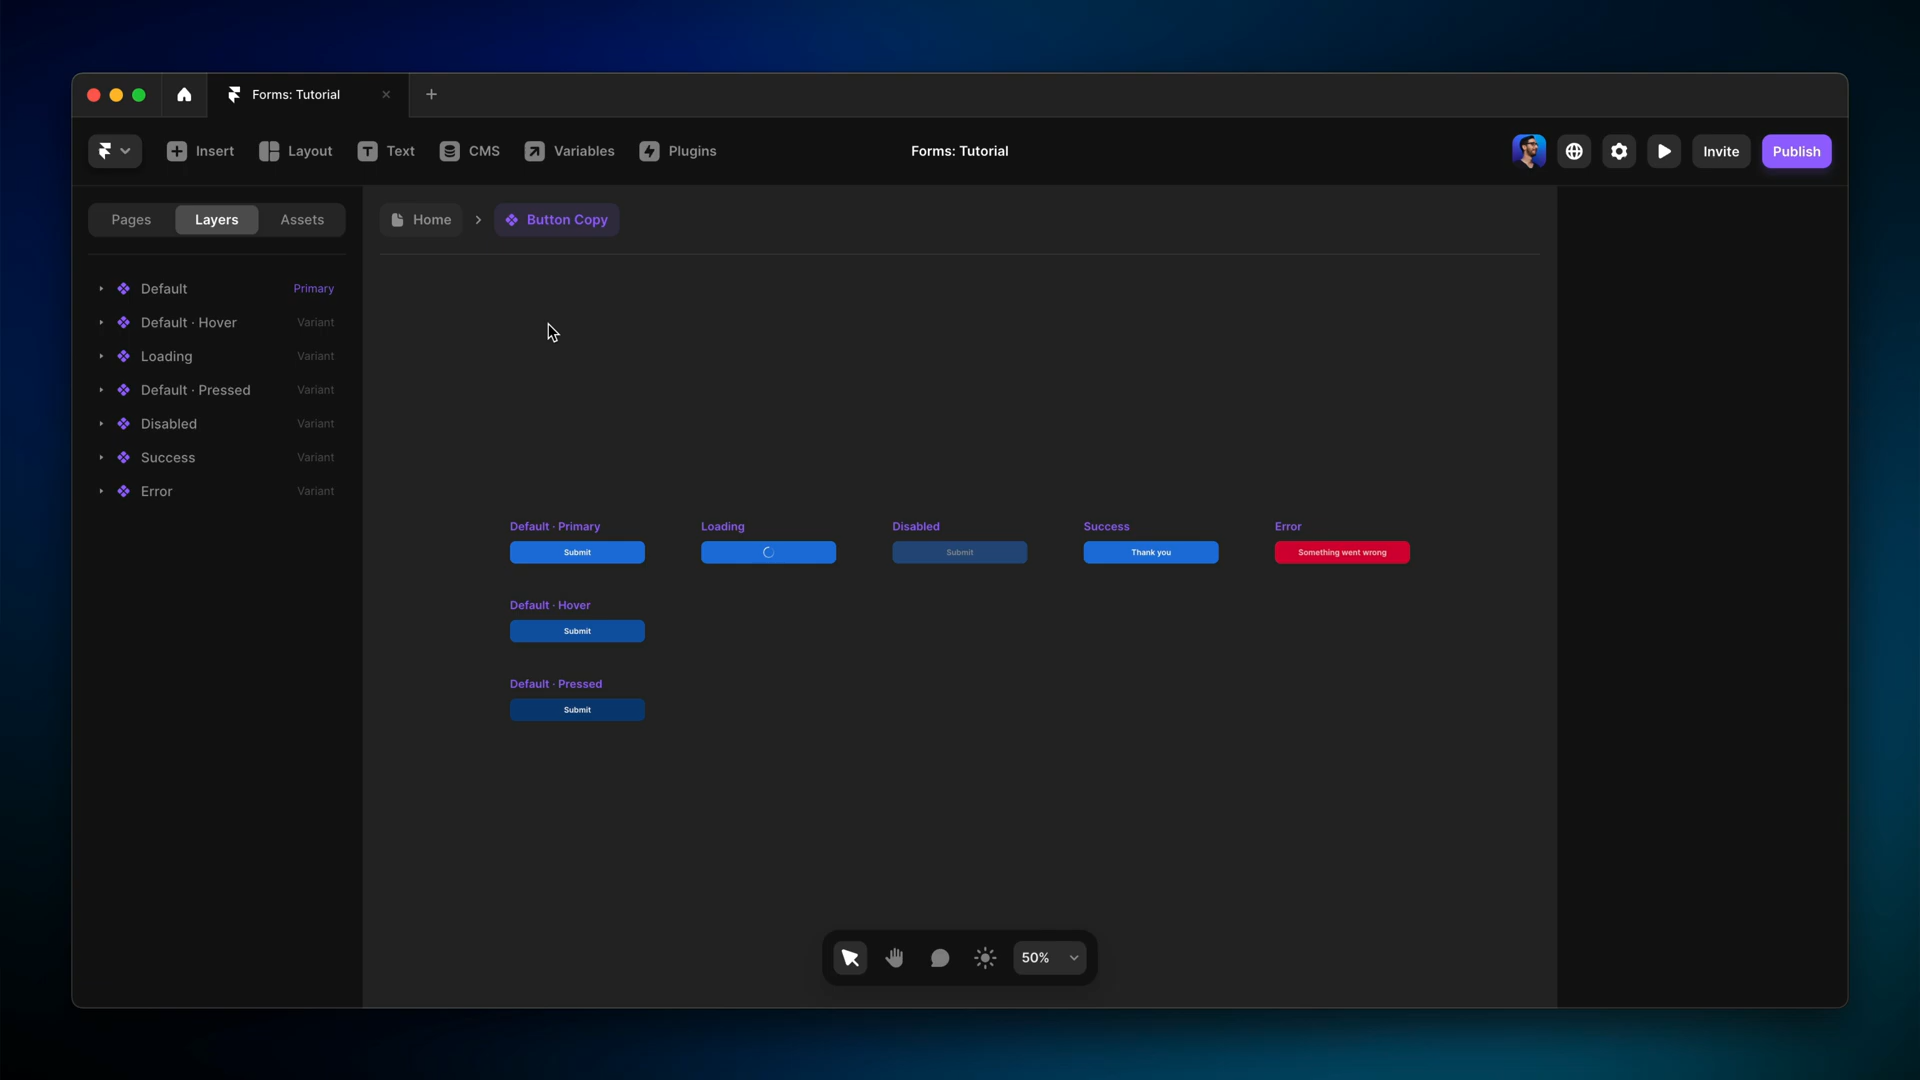 Forms: Tutorial
Insert Layout Text CMS Variables Plugins Forms: Tutorial Invite Publish
Pages Layers Assets
Home Button Copy
Default Primary
Default · Hover Variant
Loading Variant
Default · Pressed Variant
Disabled Variant
Success Variant
Error Variant
Default · Primary Loading Disabled Success Error
Submit Submit Thank you Something went wrong
Default · Hover
Submit
Default · Pressed
Submit
50%